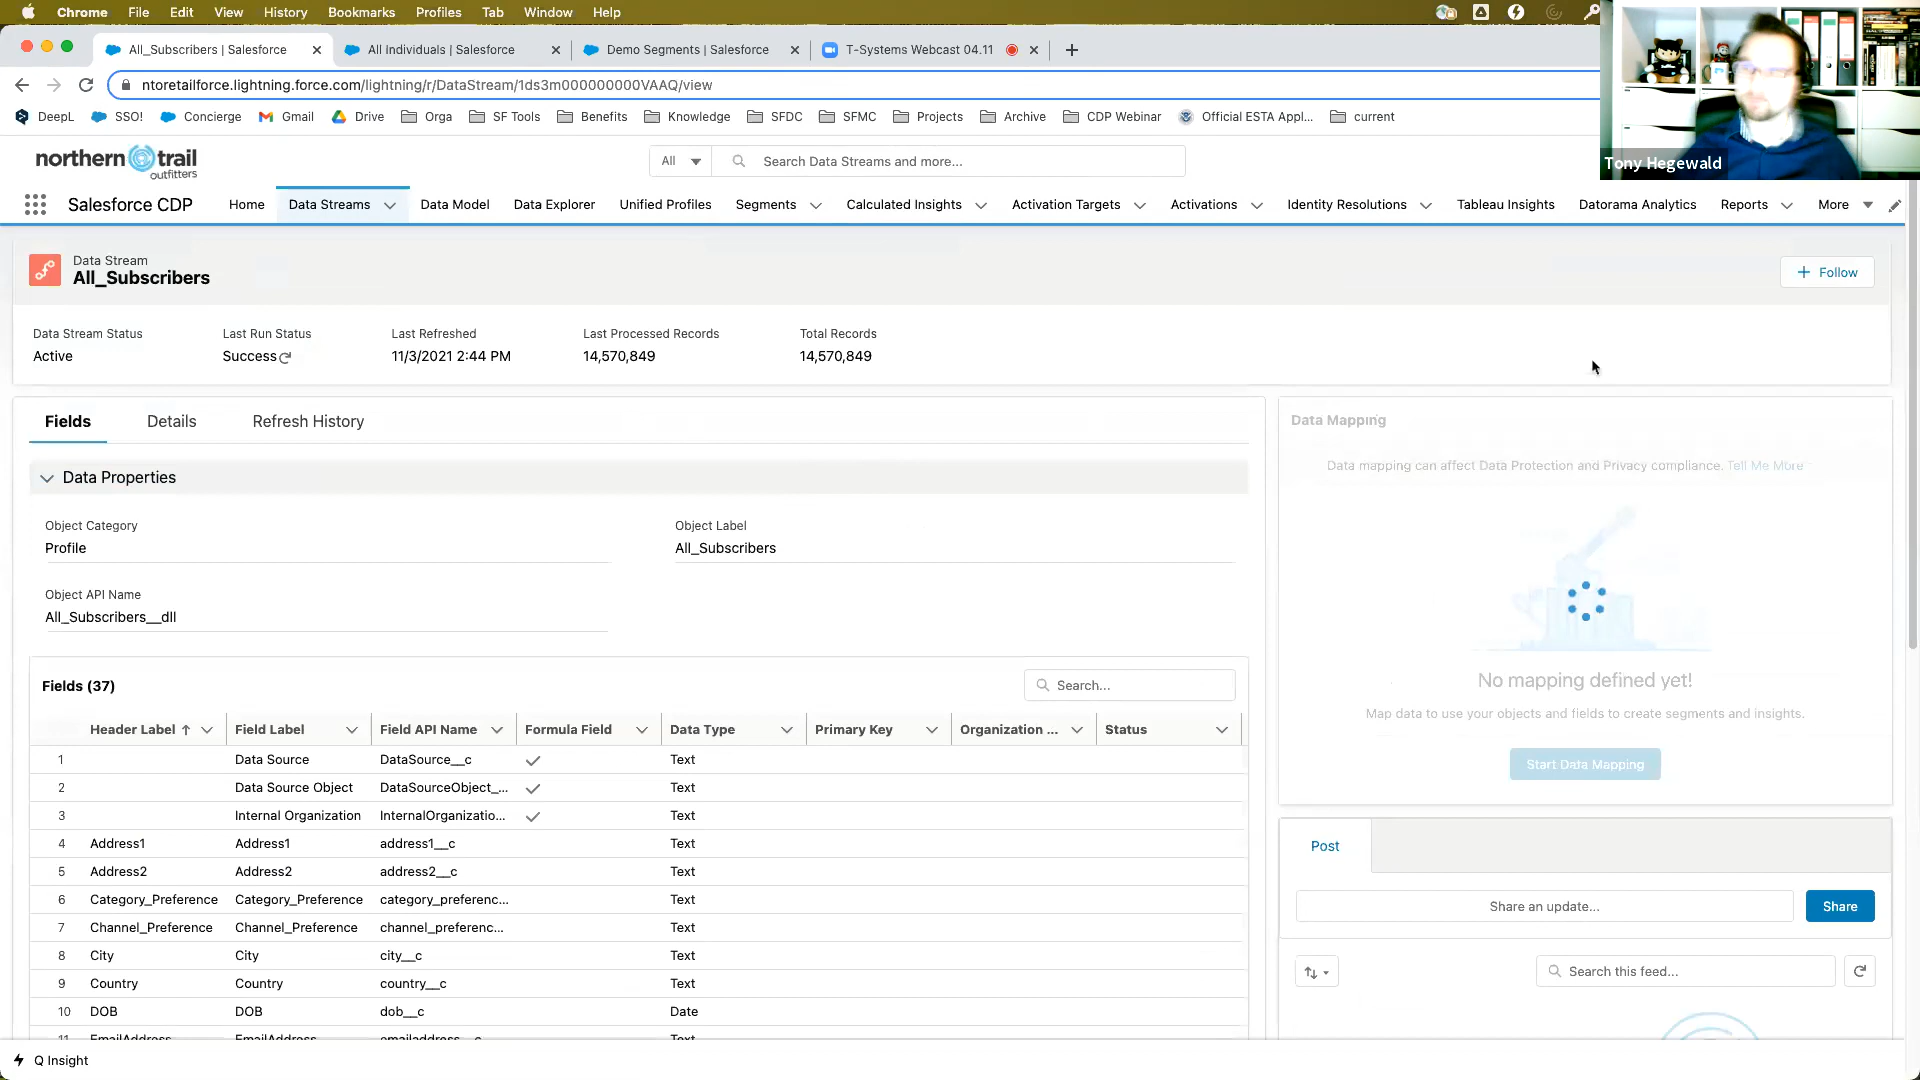 Chrome File Edit View History Bookmarks Profiles Tab Window Help
All_Subscribers | Salesforce All Individuals | Salesforce Demo Segments | Salesforce T-Systems Webcast 04.11
ntoretailforce.lightning.force.com/lightning/r/DataStream/1ds3m000000000VAAQ/view
DeepL SSO! Concierge Gmail Drive Orga SF Tools Benefits Knowledge SFDC SFMC Projects Archive CDP Webinar Official ESTA Appl... current
Tony Hegewald
northern trail
outfitters
All Search Data Streams and more...
Salesforce CDP Home Data Streams Data Model Data Explorer Unified Profiles Segments Calculated Insights Activation Targets Activations Identity Resolutions Tableau Insights Datorama Analytics Reports More
Data Stream
All_Subscribers
Follow
Data Stream Status Last Run Status Last Refreshed Last Processed Records Total Records
Active Success 11/3/2021 2:44 PM 14,570,849 14,570,849
Fields Details Refresh History
Data Properties
Object Category Object Label
Profile All_Subscribers
Object API Name
All_Subscribers__dll
Fields (37) Search...
Header Label Field Label Field API Name Formula Field Data Type Primary Key Organization ... Status
1 Data Source DataSource__c Text
2 Data Source Object DataSourceObject_... Text
3 Internal Organization InternalOrganizatio... Text
4 Address1 Address1 address1__c Text
5 Address2 Address2 address2__c Text
6 Category_Preference Category_Preference category_preferenc... Text
7 Channel_Preference Channel_Preference channel_preferenc... Text
8 City City city__c Text
9 Country Country country__c Text
10 DOB DOB dob__c Date
11 EmailAddress EmailAddress emailaddress__c Text
Data Mapping
Data mapping can affect Data Protection and Privacy compliance. Tell Me More
No mapping defined yet!
Map data to use your objects and fields to create segments and insights.
Start Data Mapping
Post
Share an update... Share
Search this feed...
Q Insight